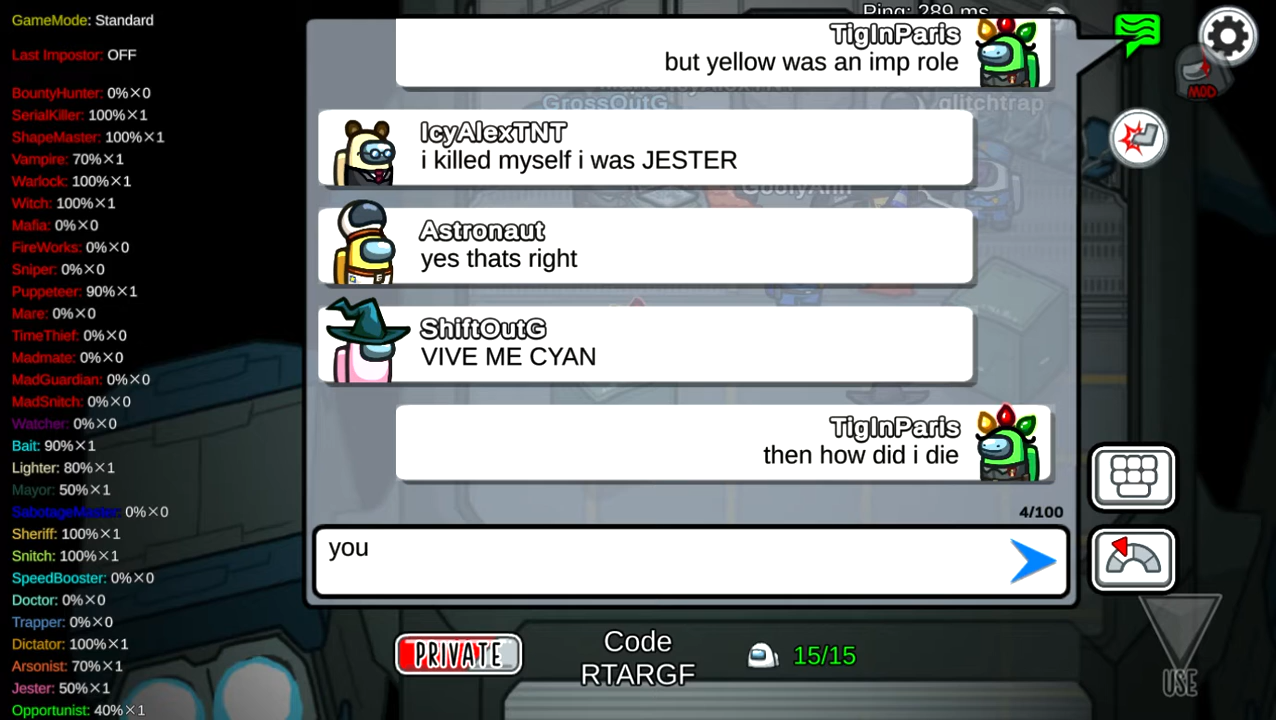 GameMode: Standard
Last Impostor: OFF
BountyHunter: 0%×0
SerialKiller: 100%×1
ShapeMaster: 100%×1
Vampire: 70%×1
Warlock: 100%×1
Witch: 100%×1
Mafia: 0%×0
FireWorks: 0%×0
Sniper: 0%×0
Puppeteer: 90%×1
Mare: 0%×0
TimeThief: 0%×0
Madmate: 0%×0
MadGuardian: 0%×0
MadSnitch: 0%×0
Watcher: 0%×0
Bait: 90%×1
Lighter: 80%×1
Mayor: 50%×1
SabotageMaster: 0%×0
Sheriff: 100%×1
Snitch: 100%×1
SpeedBooster: 0%×0
Doctor: 0%×0
Trapper: 0%×0
Dictator: 100%×1
Arsonist: 70%×1
Jester: 50%×1
Opportunist: 40%×1
Ping: 289 ms
TigInParis
but yellow was an imp role
GrossOutG
glitchtrap
IcyAlexTNT
i killed myself i was JESTER
GoofyAhh
Astronaut
yes thats right
ShiftOutG
VIVE ME CYAN
TigInParis
then how did i die
4/100
you
PRIVATE
Code
RTARGF
15/15
MOD
USE